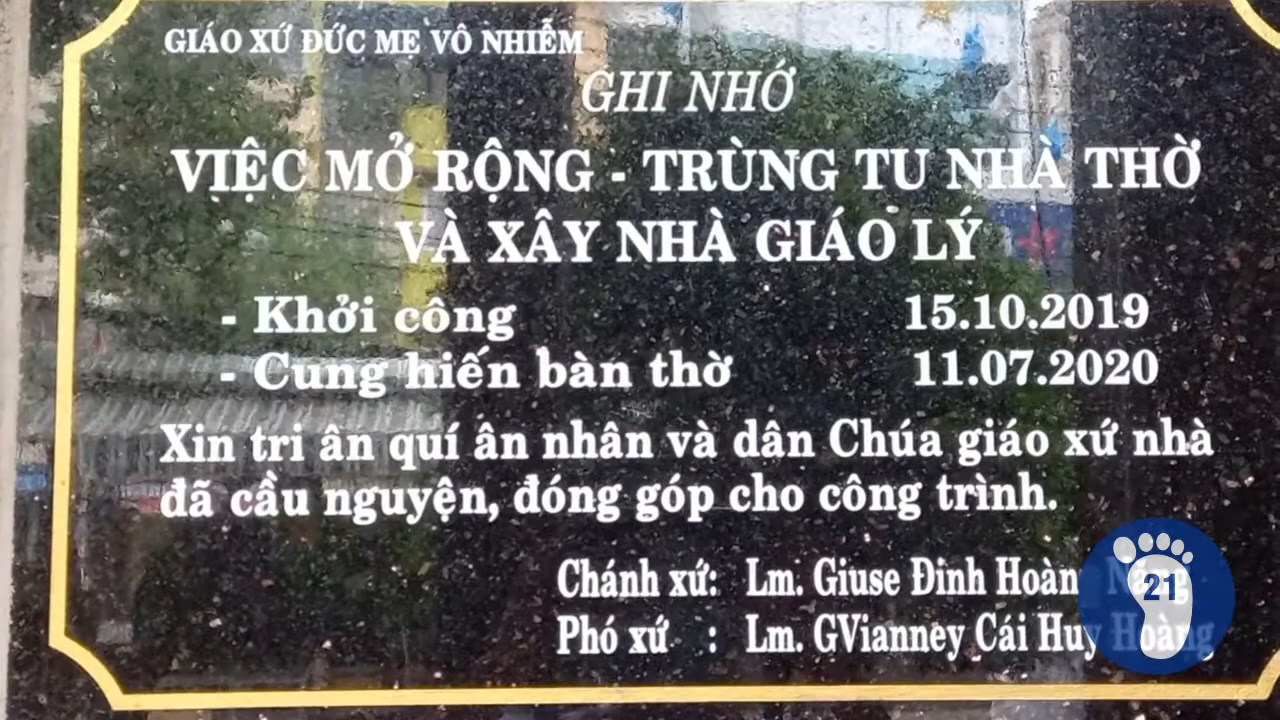 GIÁO XỨ ĐỨC MẸ VÔ NHIỄM
GHI NHỚ
VIỆC MỞ RỘNG - TRÙNG TU NHÀ THỜ
VÀ XÂY NHÀ GIÁO LÝ
- Khởi công 15.10.2019
- Cung hiến bàn thờ 11.07.2020
Xin tri ân quí ân nhân và dân Chúa giáo xứ nhà
đã cầu nguyện, đóng góp cho công trình.
Chánh xứ: Lm. Giuse Đinh Hoàn
Phó xứ : Lm. GVianney Cái Huy Hoàng
21